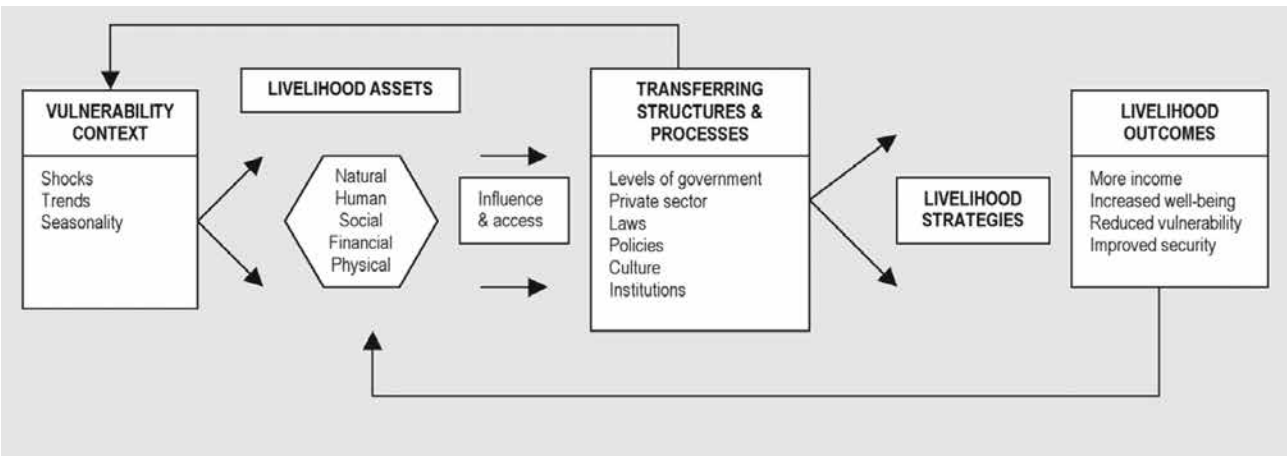 VULNERABILITY
CONTEXT
Shocks
Trends
Seasonality
LIVELIHOOD ASSETS
Natural
Human
Social
Financial
Physical
Influence
& access
TRANSFERRING
STRUCTURES &
PROCESSES
Levels of government
Private sector
Laws
Policies
Culture
Institutions
LIVELIHOOD
STRATEGIES
LIVELIHOOD
OUTCOMES
More income
Increased well-being
Reduced vulnerability
Improved security